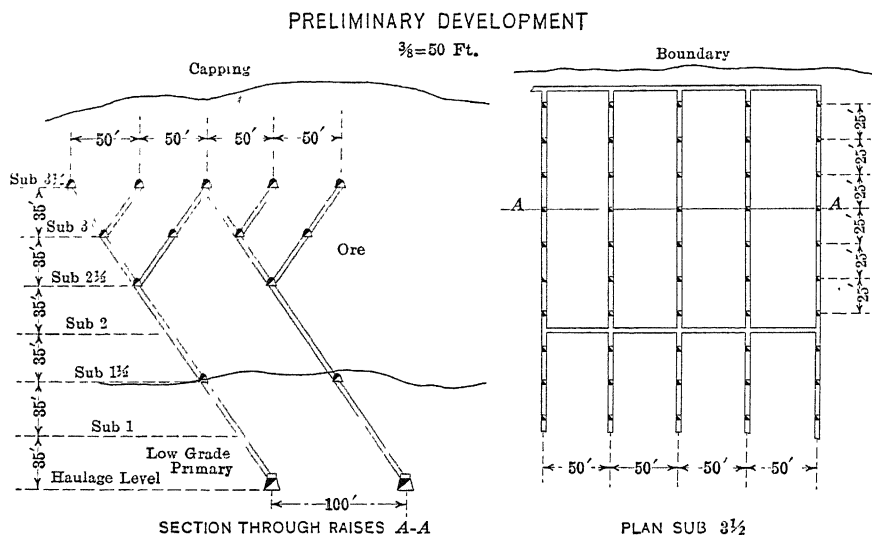 PRELIMINARY DEVELOPMENT
⅜=50 Ft.
Capping
50′ 50′ 50′ 50′
Sub 3½
35′
Sub 3
35′
Ore
Sub 2½
35′
Sub 2
35′
Sub 1½
35′
Sub 1
35′
Low Grade
Primary
Haulage Level
100′
SECTION THROUGH RAISES A-A
Boundary
25′
25′
25′
A A
25′
25′
25′
50′ 50′ 50′ 50′
PLAN SUB 3½